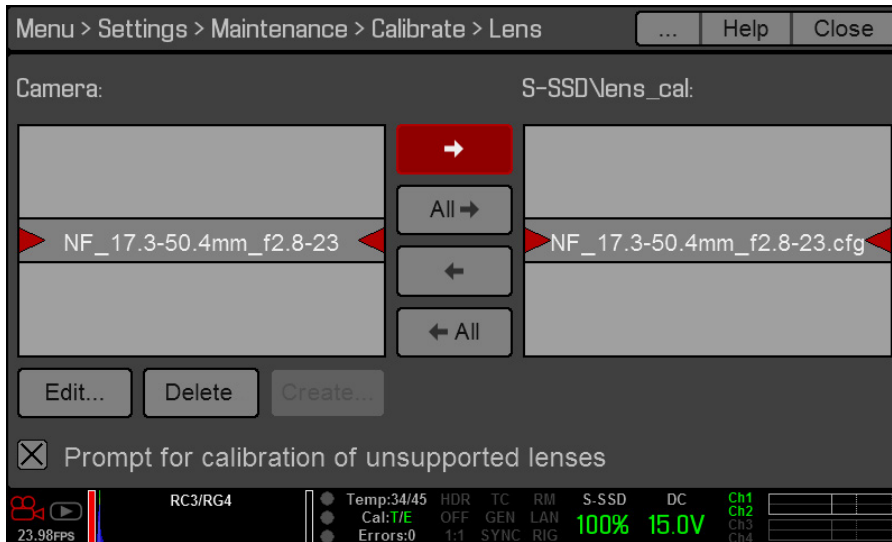 Menu > Settings > Maintenance > Calibrate > Lens ... Help Close
Camera: S-SSD\lens_cal:
All
NF_17.3-50.4mm_f2.8-23 NF_17.3-50.4mm_f2.8-23.cfg
All
Edit... Delete Create...
Prompt for calibration of unsupported lenses
RC3/RG4 Temp:34/45 HDR TC RM S-SSD DC Ch1
Cal:T/E OFF GEN LAN 100% 15.0V Ch2
Ch3
23.98FPS Errors:0 1:1 SYNC RIG Ch4